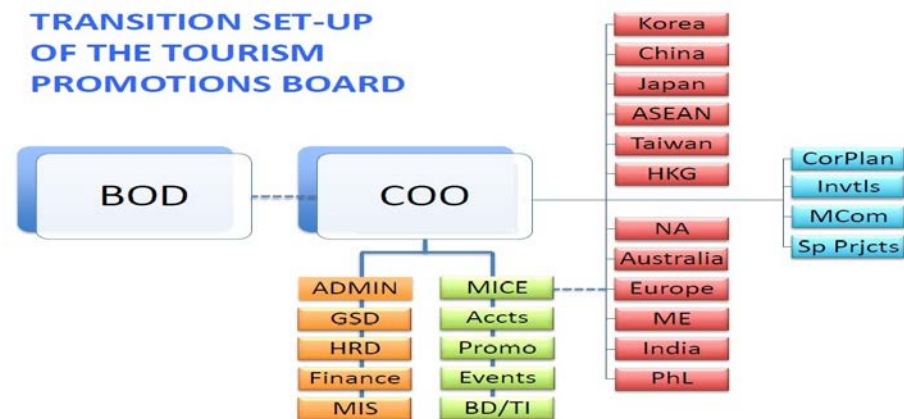 TRANSITION SET-UP
OF THE TOURISM
PROMOTIONS BOARD
BOD
COO
ADMIN
GSD
HRD
Finance
MIS
MICE
Accts
Promo
Events
BD/TI
Korea
China
Japan
ASEAN
Taiwan
HKG
NA
Australia
Europe
ME
India
PhL
CorPlan
Invtls
MCom
Sp Prjcts